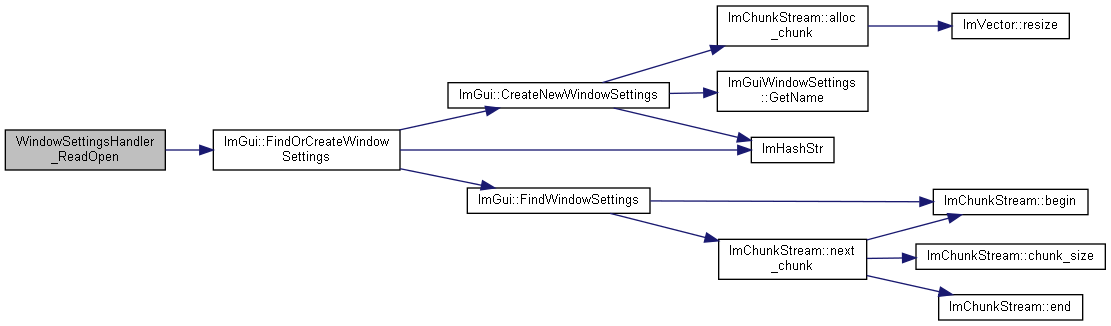 WindowSettingsHandler
_ReadOpen
ImGui::FindOrCreateWindow
Settings
ImGui::CreateNewWindowSettings
ImChunkStream::alloc
_chunk
ImVector::resize
ImGuiWindowSettings
::GetName
ImHashStr
ImGui::FindWindowSettings
ImChunkStream::begin
ImChunkStream::next
_chunk
ImChunkStream::chunk_size
ImChunkStream::end